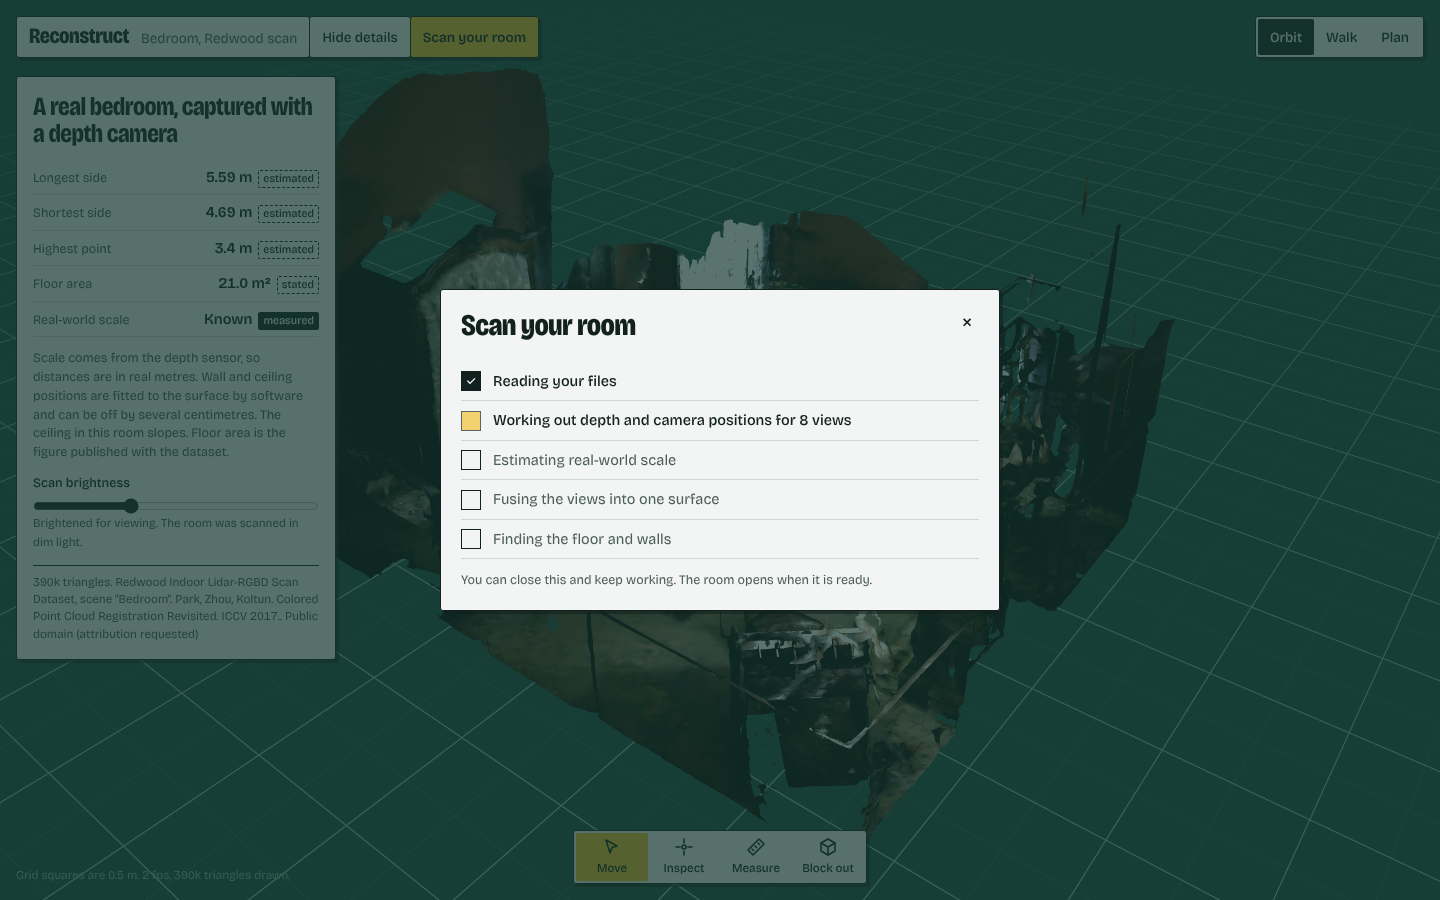 Reconstruct Bedroom, Redwood scan Hide details Scan your room Orbit Walk Plan
A real bedroom, captured with
a depth camera
Longest side 5.59 m estimated
Shortest side 4.69 m estimated
Highest point 3.4 m estimated
Floor area 21.0 m² stated
Real-world scale Known measured
Scale comes from the depth sensor, so
distances are in real metres. Wall and ceiling
positions are fitted to the surface by software
and can be off by several centimetres. The
ceiling in this room slopes. Floor area is the
figure published with the dataset.
Scan brightness
Brightened for viewing. The room was scanned in
dim light.
390k triangles. Redwood Indoor Lidar-RGBD Scan
Dataset, scene "Bedroom". Park, Zhou, Koltun. Colored
Point Cloud Registration Revisited. ICCV 2017.. Public
domain (attribution requested)
Scan your room
Reading your files
Working out depth and camera positions for 8 views
Estimating real-world scale
Fusing the views into one surface
Finding the floor and walls
You can close this and keep working. The room opens when it is ready.
Move Inspect Measure Block out
Grid squares are 0.5 m. 2 fps, 390k triangles drawn.